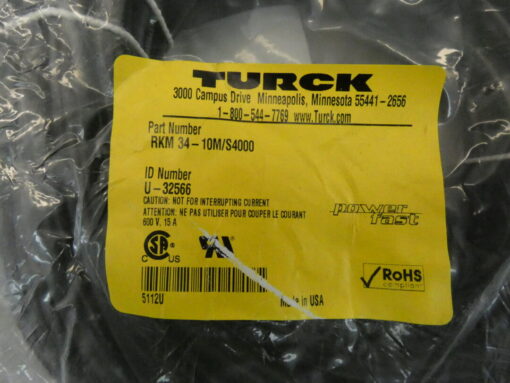 TURCK
3000 Campus Drive Minneapolis, Minnesota 55441-2656
1-800-544-7769 www.Turck.com
Part Number
RKM 34-10M/S4000
ID Number
U-32566
CAUTION: NOT FOR INTERRUPTING CURRENT
ATTENTION: NE PAS UTILISER POUR COUPER LE COURANT
600 V, 15 A
power fast
C SA US
RoHS
compliant
5112U
Made in USA